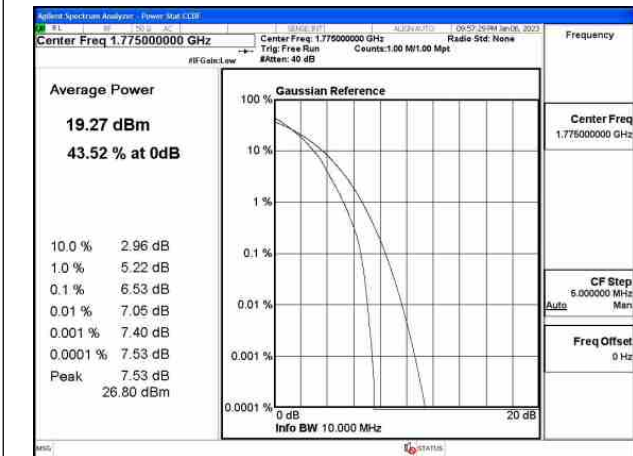 Agilent Spectrum Analyzer - Power Stat CCDF
RL RF 50 Ω AC SENSE:INT ALIGN AUTO 09:57:29 PM Jan 06, 2023
Center Freq 1.775000000 GHz
Center Freq: 1.775000000 GHz Radio Std: None
Trig: Free Run Counts:1.00 M/1.00 Mpt
#IFGain:Low #Atten: 40 dB
Frequency
Average Power
19.27 dBm
43.52 % at 0dB
10.0 % 2.96 dB
1.0 % 5.22 dB
0.1 % 6.53 dB
0.01 % 7.05 dB
0.001 % 7.40 dB
0.0001 % 7.53 dB
Peak 7.53 dB
26.80 dBm
Gaussian Reference
100 %
10 %
1 %
0.1 %
0.01 %
0.001 %
0.0001 %
0 dB 20 dB
Info BW 10.000 MHz
Center Freq
1.775000000 GHz
CF Step
5.000000 MHz
Auto Man
Freq Offset
0 Hz
MSG STATUS